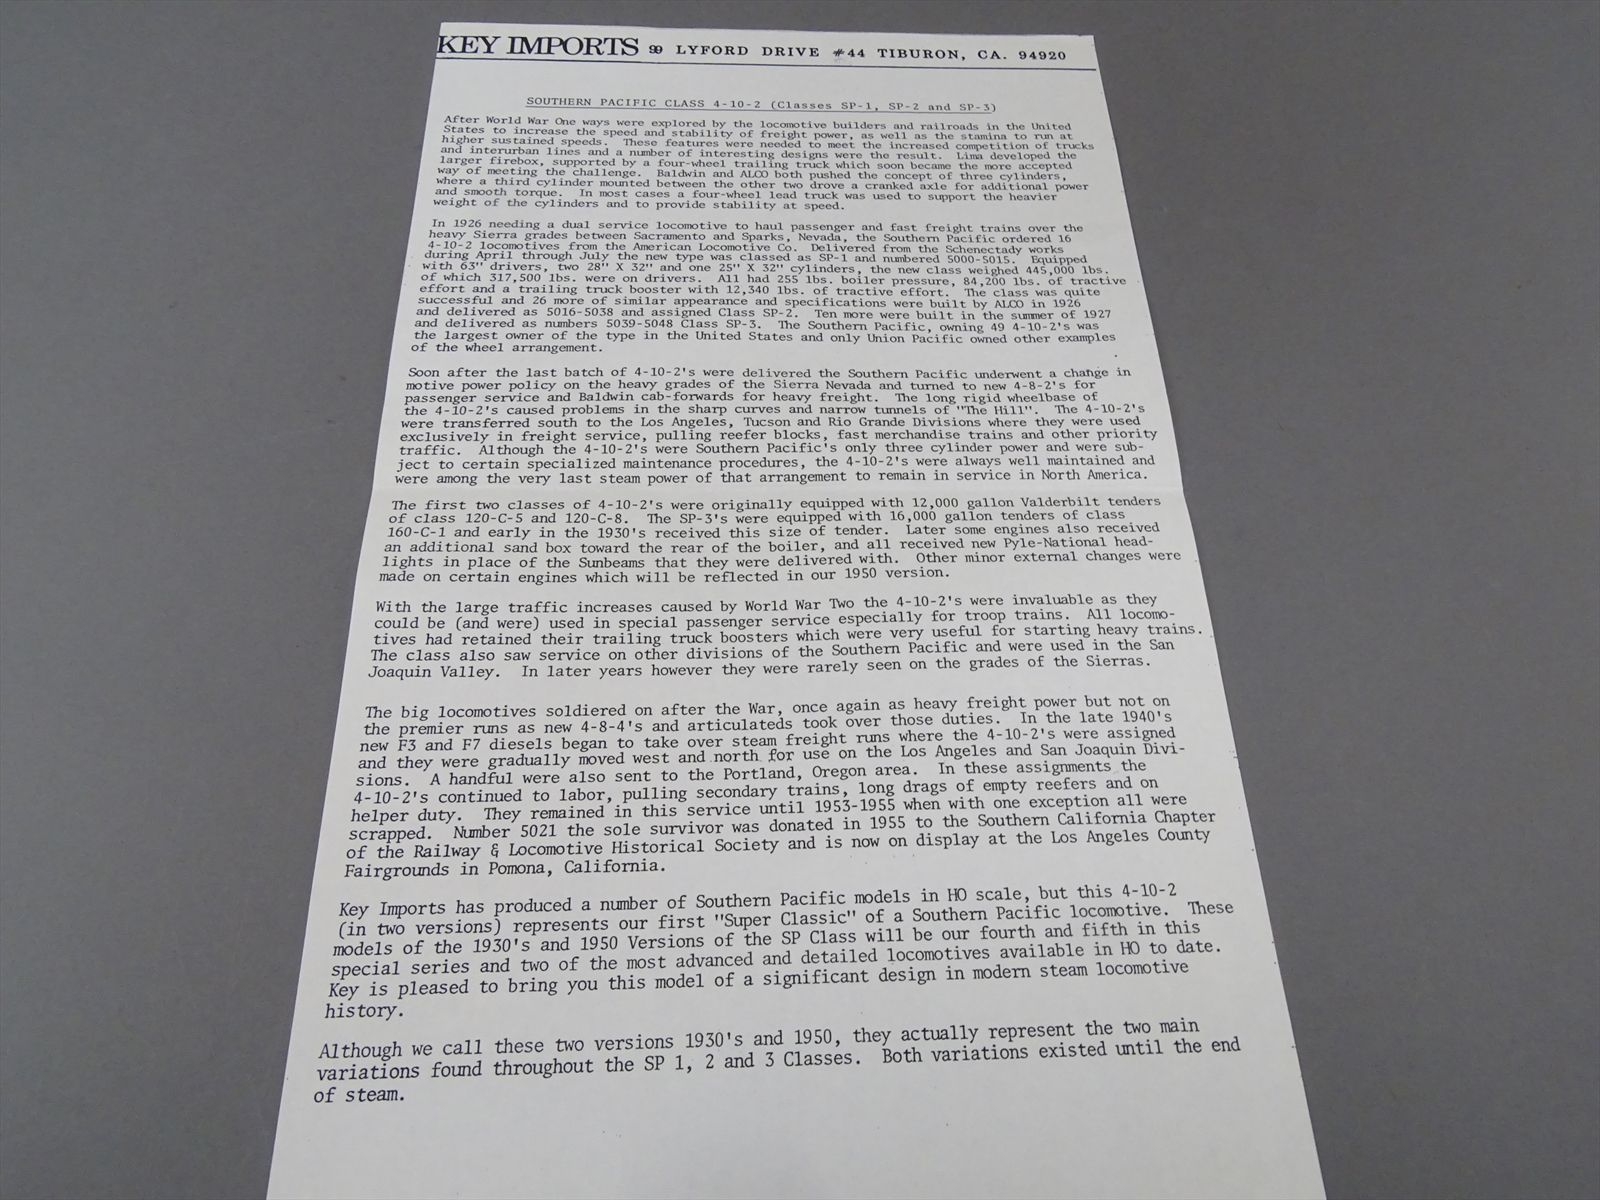 KEY IMPORTS 99 LYFORD DRIVE #44 TIBURON, CA. 94920
SOUTHERN PACIFIC CLASS 4-10-2 (Classes SP-1, SP-2 and SP-3)
After World War One ways were explored by the locomotive builders and railroads in the United
States to increase the speed and stability of freight power, as well as the stamina to run at
higher sustained speeds. These features were needed to meet the increased competition of trucks
and interurban lines and a number of interesting designs were the result. Lima developed the
larger firebox, supported by a four-wheel trailing truck which soon became the more accepted
way of meeting the challenge. Baldwin and ALCO both pushed the concept of three cylinders,
where a third cylinder mounted between the other two drove a cranked axle for additional power
and smooth torque. In most cases a four-wheel lead truck was used to support the heavier
weight of the cylinders and to provide stability at speed.
In 1926 needing a dual service locomotive to haul passenger and fast freight trains over the
heavy Sierra grades between Sacramento and Sparks, Nevada, the Southern Pacific ordered 16
4-10-2 locomotives from the American Locomotive Co. Delivered from the Schenectady works
during April through July the new type was classed as SP-1 and numbered 5000-5015. Equipped
with 63" drivers, two 28" X 32" and one 25" X 32" cylinders, the new class weighed 445,000 lbs.
of which 317,500 lbs. were on drivers. All had 255 lbs. boiler pressure, 84,200 lbs. of tractive
effort and a trailing truck booster with 12,340 lbs. of tractive effort. The class was quite
successful and 26 more of similar appearance and specifications were built by ALCO in 1926
and delivered as 5016-5038 and assigned Class SP-2. Ten more were built in the summer of 1927
and delivered as numbers 5039-5048 Class SP-3. The Southern Pacific, owning 49 4-10-2's was
the largest owner of the type in the United States and only Union Pacific owned other examples
of the wheel arrangement.
Soon after the last batch of 4-10-2's were delivered the Southern Pacific underwent a change in
motive power policy on the heavy grades of the Sierra Nevada and turned to new 4-8-2's for
passenger service and Baldwin cab-forwards for heavy freight. The long rigid wheelbase of
the 4-10-2's caused problems in the sharp curves and narrow tunnels of "The Hill". The 4-10-2's
were transferred south to the Los Angeles, Tucson and Rio Grande Divisions where they were used
exclusively in freight service, pulling reefer blocks, fast merchandise trains and other priority
traffic. Although the 4-10-2's were Southern Pacific's only three cylinder power and were sub-
ject to certain specialized maintenance procedures, the 4-10-2's were always well maintained and
were among the very last steam power of that arrangement to remain in service in North America.
The first two classes of 4-10-2's were originally equipped with 12,000 gallon Valderbilt tenders
of class 120-C-5 and 120-C-8. The SP-3's were equipped with 16,000 gallon tenders of class
160-C-1 and early in the 1930's received this size of tender. Later some engines also received
an additional sand box toward the rear of the boiler, and all received new Pyle-National head-
lights in place of the Sunbeams that they were delivered with. Other minor external changes were
made on certain engines which will be reflected in our 1950 version.
With the large traffic increases caused by World War Two the 4-10-2's were invaluable as they
could be (and were) used in special passenger service especially for troop trains. All locomo-
tives had retained their trailing truck boosters which were very useful for starting heavy trains.
The class also saw service on other divisions of the Southern Pacific and were used in the San
Joaquin Valley. In later years however they were rarely seen on the grades of the Sierras.
The big locomotives soldiered on after the War, once again as heavy freight power but not on
the premier runs as new 4-8-4's and articulateds took over those duties. In the late 1940's
new F3 and F7 diesels began to take over steam freight runs where the 4-10-2's were assigned
and they were gradually moved west and north for use on the Los Angeles and San Joaquin Divi-
sions. A handful were also sent to the Portland, Oregon area. In these assignments the
4-10-2's continued to labor, pulling secondary trains, long drags of empty reefers and on
helper duty. They remained in this service until 1953-1955 when with one exception all were
scrapped. Number 5021 the sole survivor was donated in 1955 to the Southern California Chapter
of the Railway & Locomotive Historical Society and is now on display at the Los Angeles County
Fairgrounds in Pomona, California.
Key Imports has produced a number of Southern Pacific models in HO scale, but this 4-10-2
(in two versions) represents our first "Super Classic" of a Southern Pacific locomotive. These
models of the 1930's and 1950 Versions of the SP Class will be our fourth and fifth in this
special series and two of the most advanced and detailed locomotives available in HO to date.
Key is pleased to bring you this model of a significant design in modern steam locomotive
history.
Although we call these two versions 1930's and 1950, they actually represent the two main
variations found throughout the SP 1, 2 and 3 Classes. Both variations existed until the end
of steam.